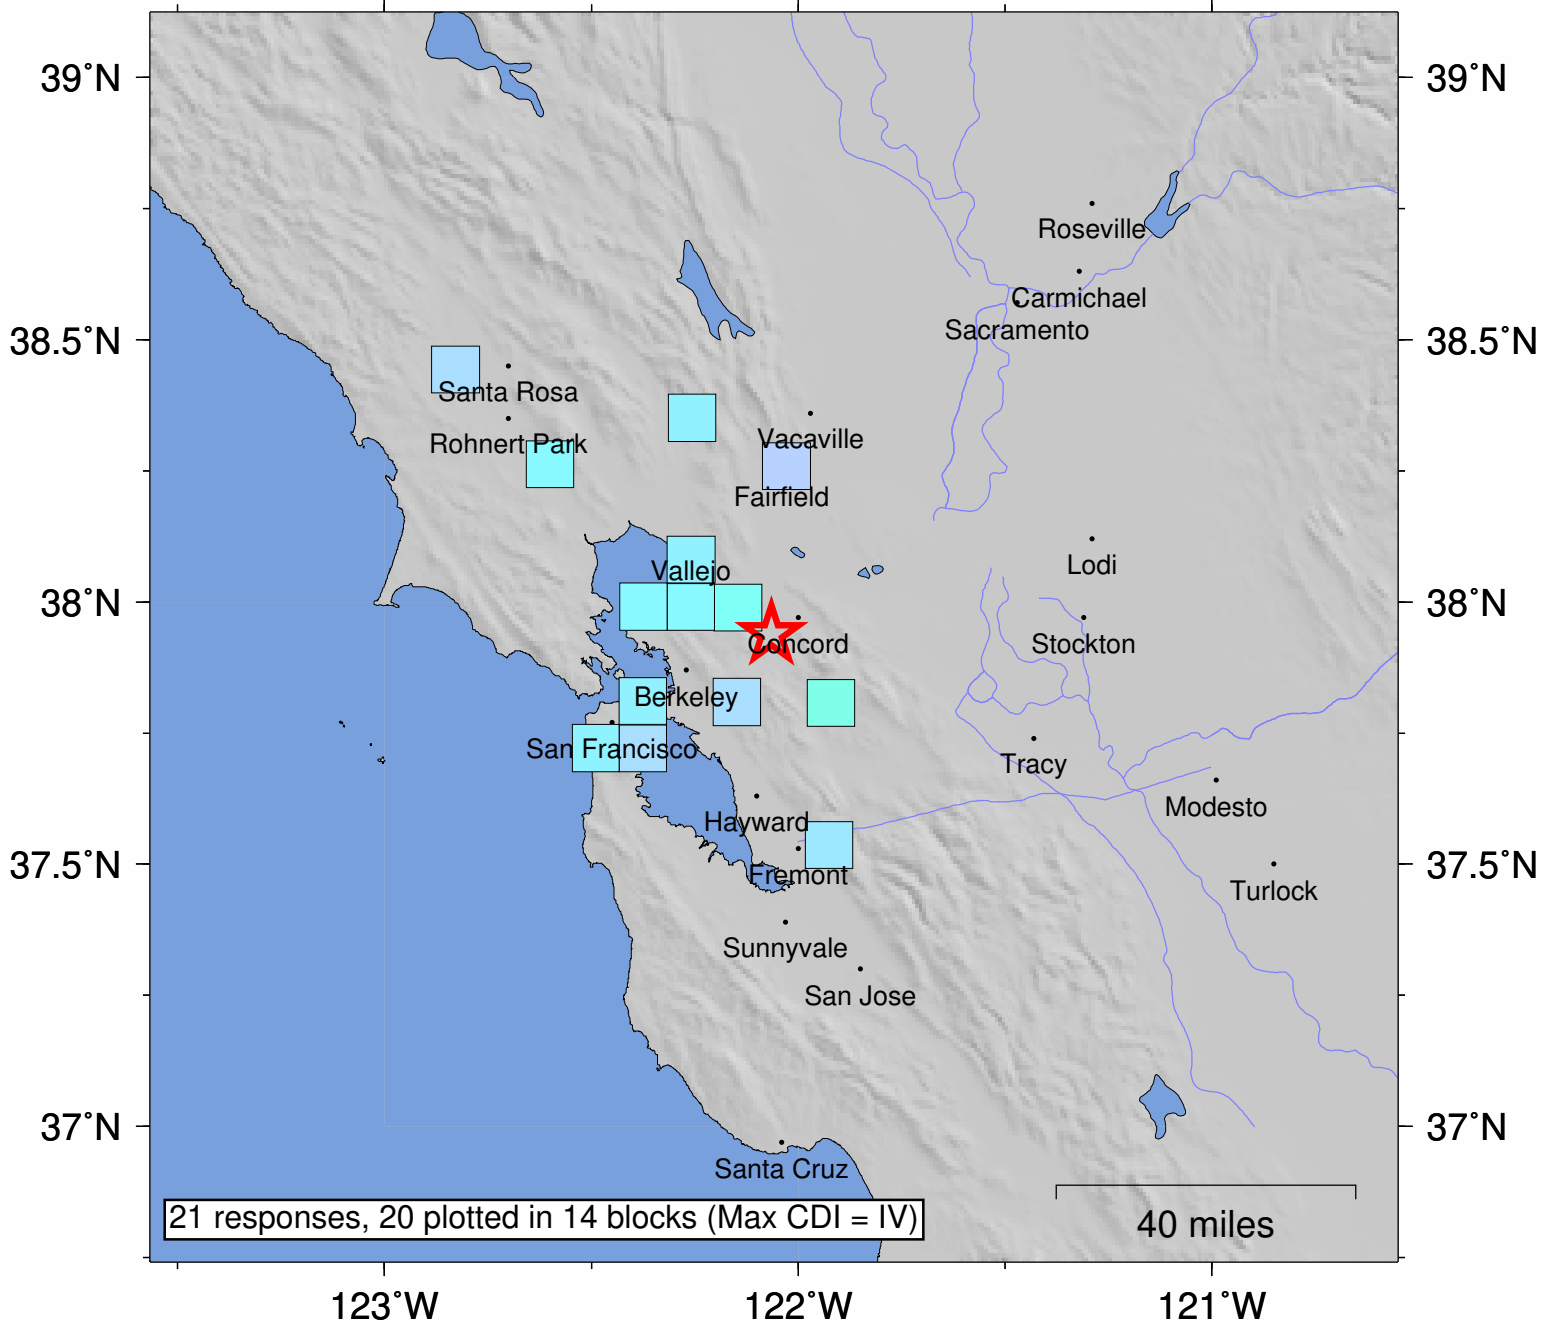 39°N
39°N
Roseville
Carmichael
Sacramento
38.5°N
38.5°N
Santa Rosa
Rohnert Park
Vacaville
Fairfield
Lodi
Vallejo
38°N
38°N
Concord
Stockton
Berkeley
San Francisco
Tracy
Modesto
Hayward
37.5°N
37.5°N
Fremont
Turlock
Sunnyvale
San Jose
37°N
37°N
Santa Cruz
21 responses, 20 plotted in 14 blocks (Max CDI = IV)
40 miles
123°W
122°W
121°W